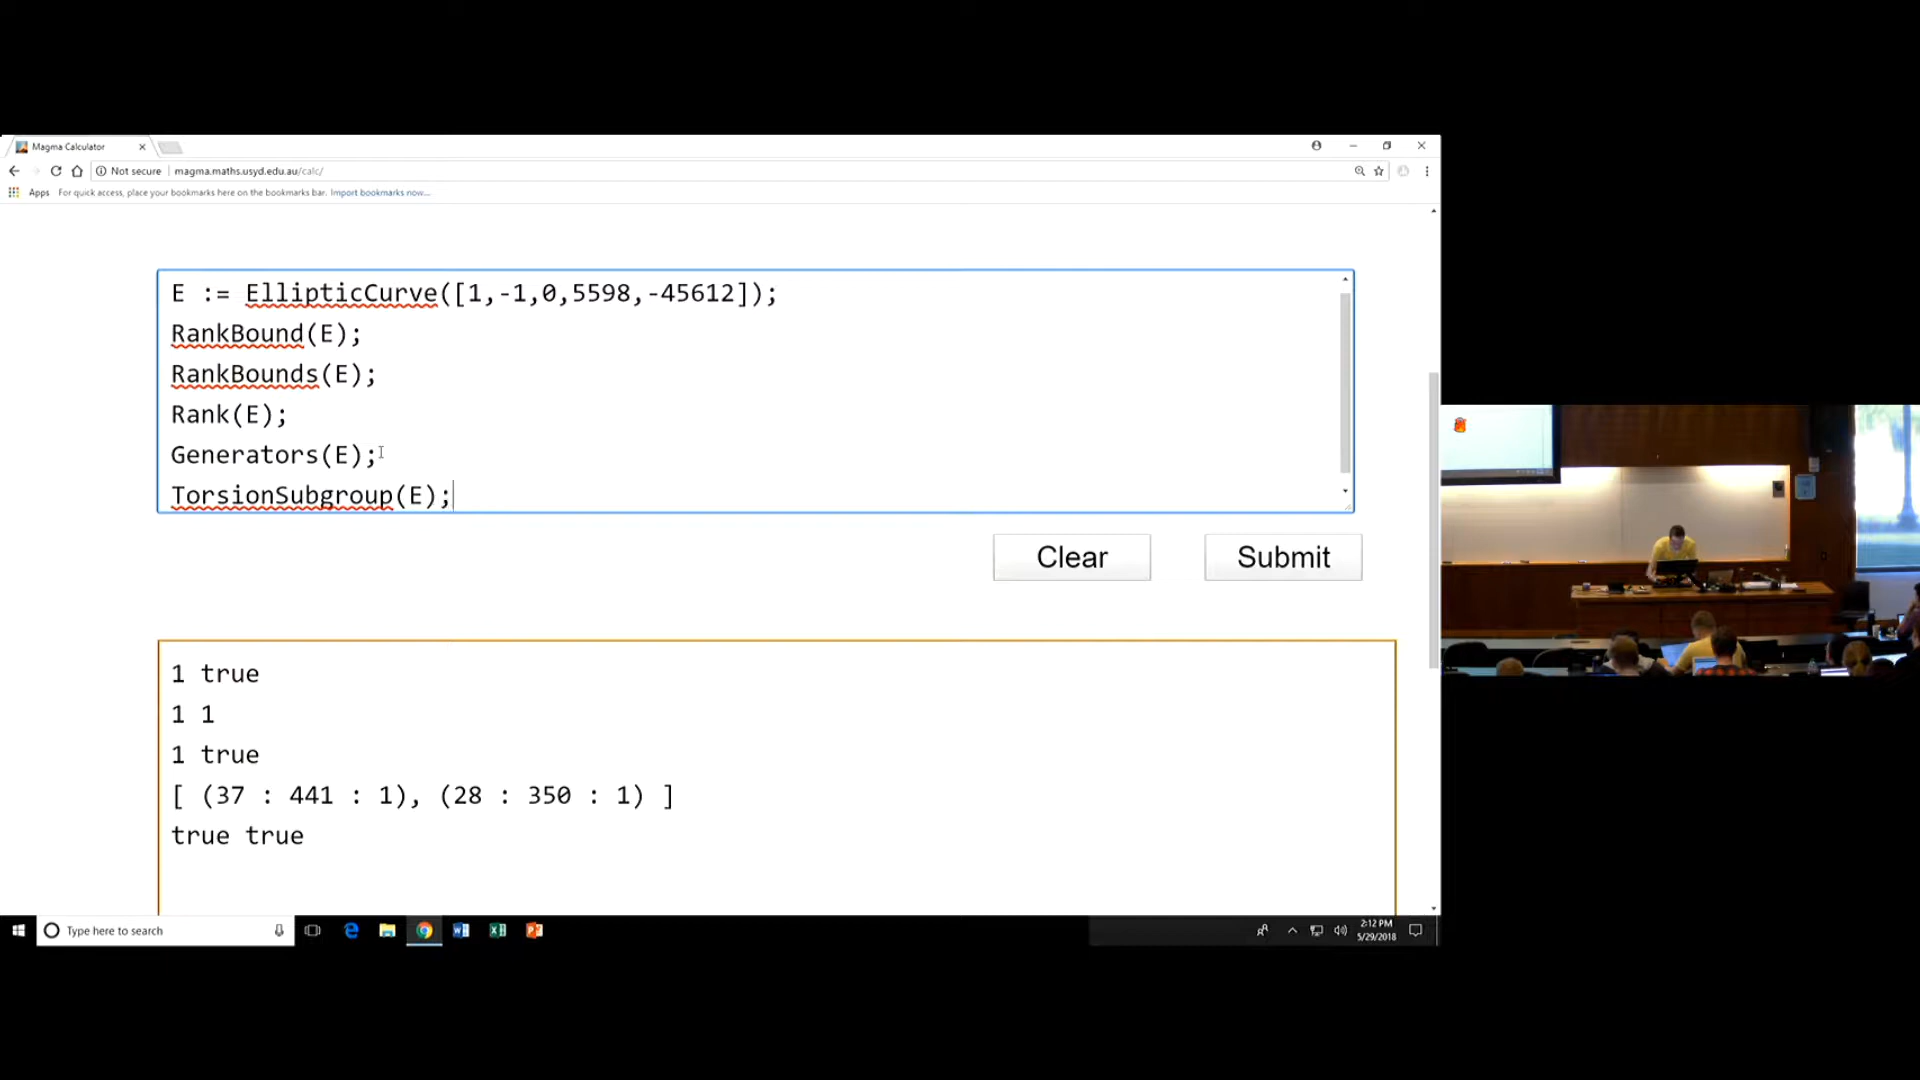 Magma Calculator
Not secure
magma.maths.usyd.edu.au/calc/
Apps
For quick access, place your bookmarks here on the bookmarks bar. Import bookmarks now...
E := EllipticCurve([1,-1,0,5598,-45612]);
RankBound(E);
RankBounds(E);
Rank(E);
Generators(E);
TorsionSubgroup(E);
Clear
Submit
1 true
1 1
1 true
[ (37 : 441 : 1), (28 : 350 : 1) ]
true true
Type here to search
2:12 PM
5/29/2018